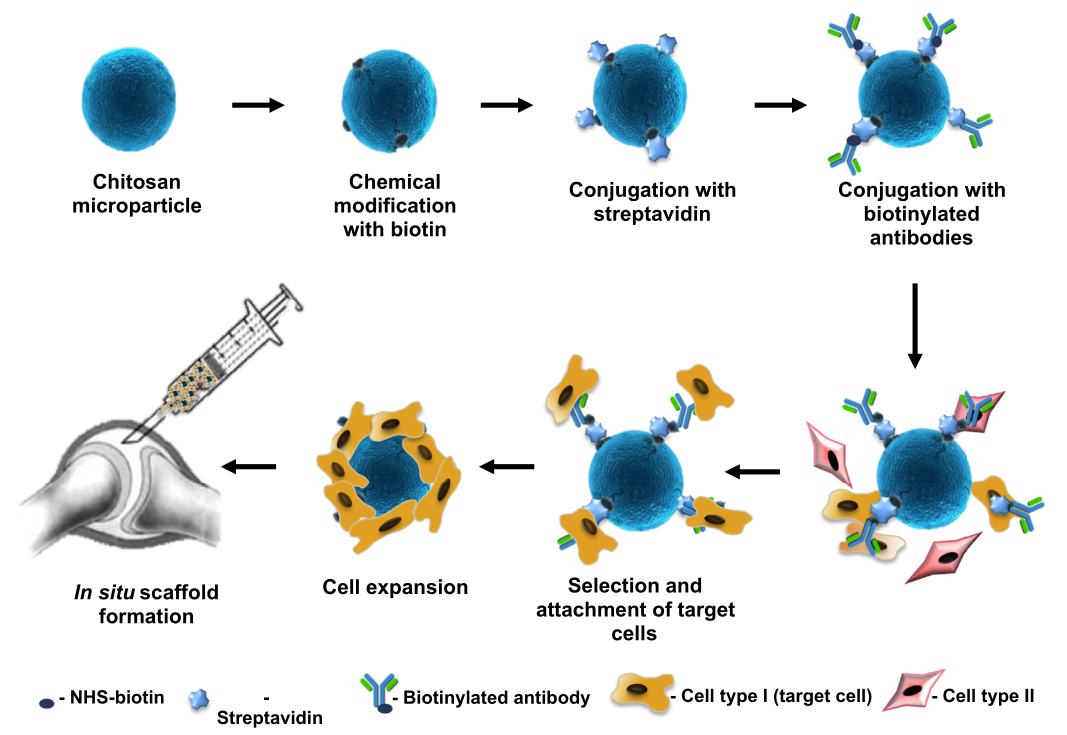 Chitosan
microparticle
Chemical
modification
with biotin
Conjugation with
streptavidin
Conjugation with
biotinylated
antibodies
In situ scaffold
formation
Cell expansion
Selection and
attachment of target
cells
- NHS-biotin
-
Streptavidin
- Biotinylated antibody
- Cell type I (target cell)
- Cell type II